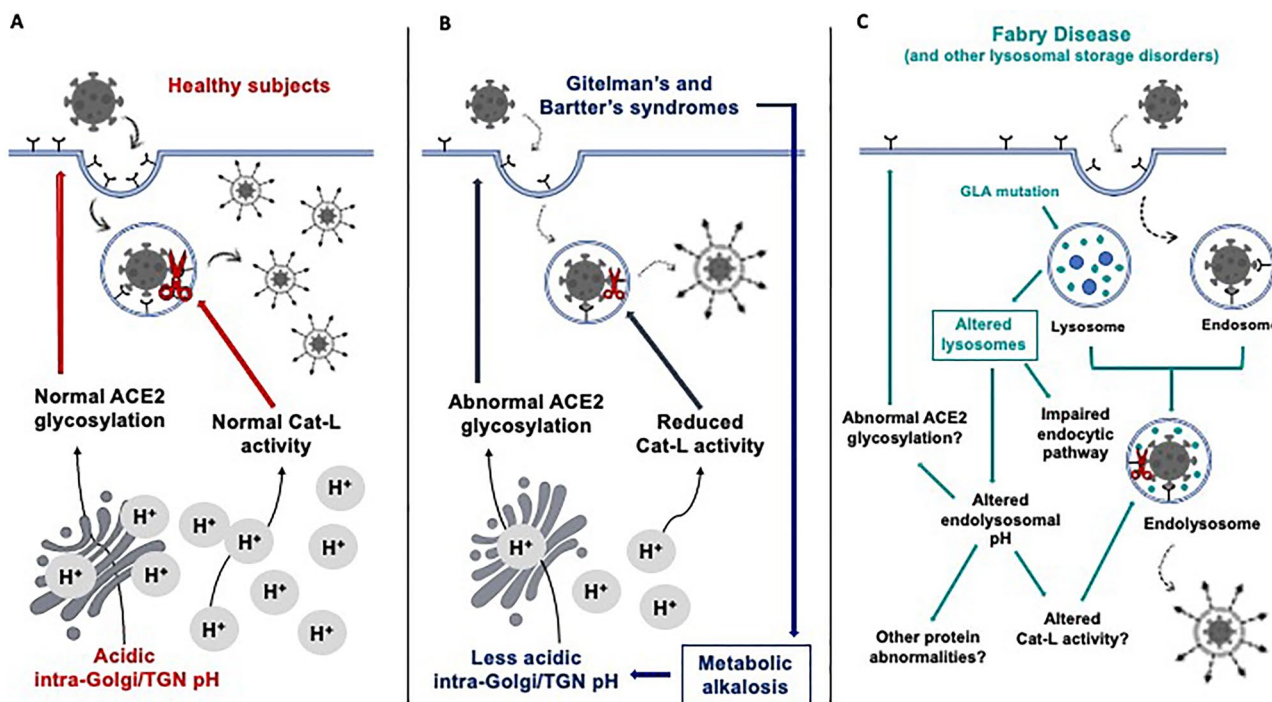 A
Healthy subjects
Normal ACE2
glycosylation
Normal Cat-L
activity
H+
H+
H+
H+
H+
H+
H+
H+
H+
H+
Acidic
intra-Golgi/TGN pH
B
Gitelman's and
Bartter's syndromes
Abnormal ACE2
glycosylation
Reduced
Cat-L activity
H+
H+
H+
H+
Less acidic
intra-Golgi/TGN pH
Metabolic
alkalosis
C
Fabry Disease
(and other lysosomal storage disorders)
GLA mutation
Lysosome
Endosome
Altered
lysosomes
Abnormal ACE2
glycosylation?
Impaired
endocytic
pathway
Altered
endolysosomal
pH
Endolysosome
Other protein
abnormalities?
Altered
Cat-L activity?